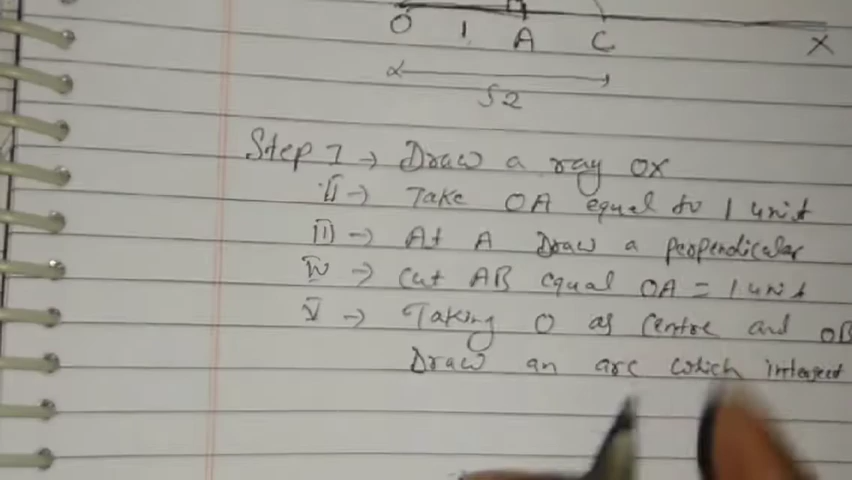 O 1 A C X
√2
Step I → Draw a ray OX
II → Take OA equal to 1 unit
III → At A Draw a perpendicular
IV → Cut AB equal OA = 1 unit
V → Taking O as Centre and OB
Draw an arc which intersect